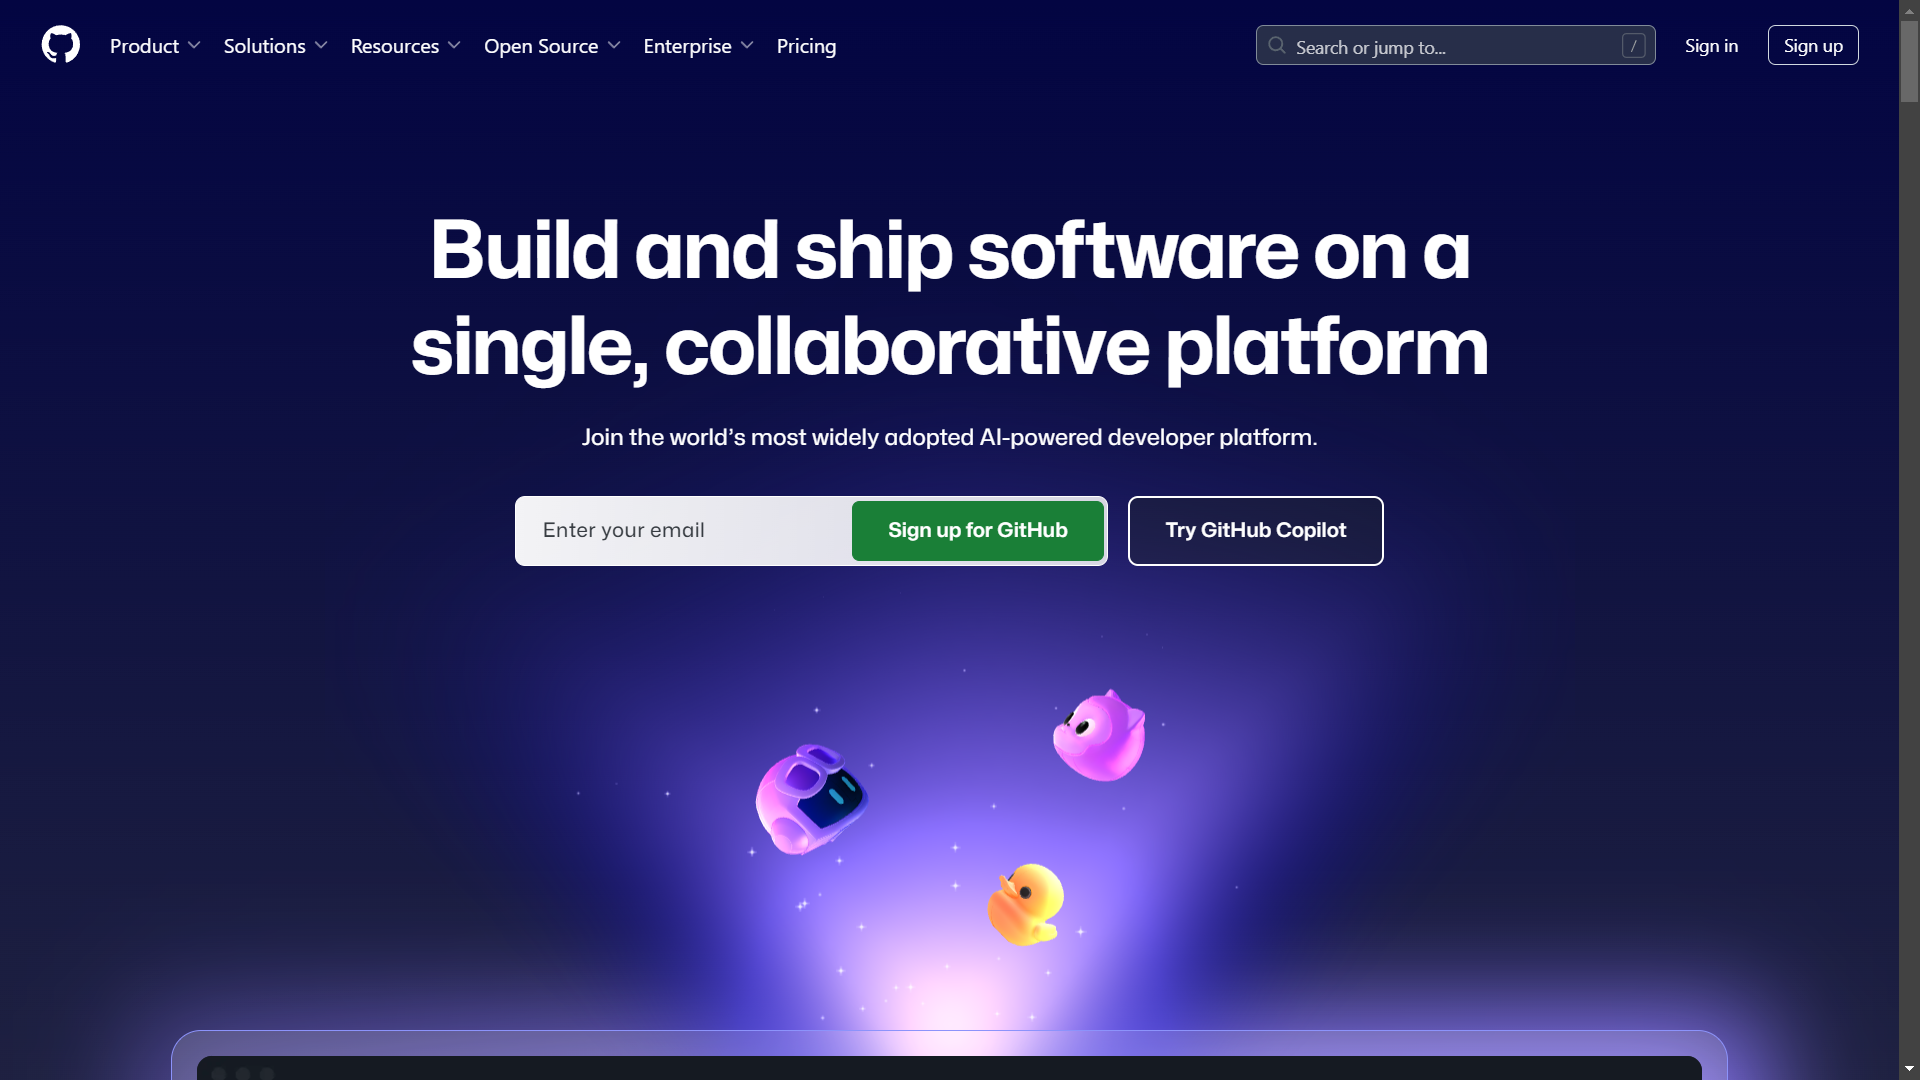 Product Solutions Resources Open Source Enterprise Pricing Search or jump to... / Sign in Sign up
Build and ship software on a
single, collaborative platform
Join the world’s most widely adopted AI-powered developer platform.
Enter your email Sign up for GitHub Try GitHub Copilot